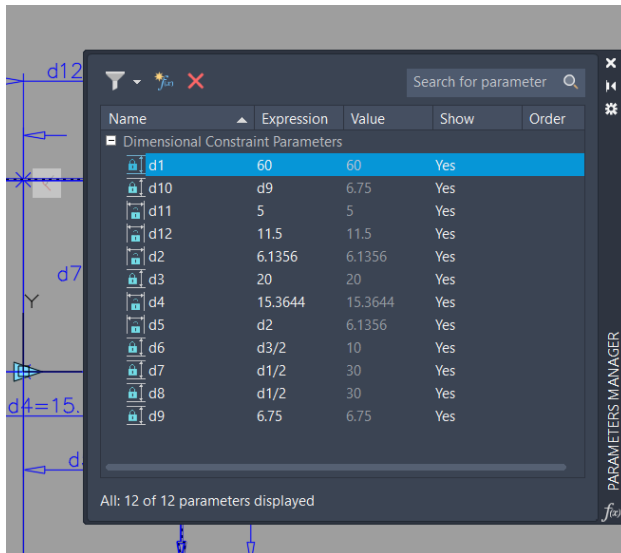 d12
Search for parameter
Name Expression Value Show Order
Dimensional Constraint Parameters
d1 60 60 Yes
d10 d9 6.75 Yes
d11 5 5 Yes
d12 11.5 11.5 Yes
d2 6.1356 6.1356 Yes
d3 20 20 Yes
d4 15.3644 15.3644 Yes
d5 d2 6.1356 Yes
d6 d3/2 10 Yes
d7 d1/2 30 Yes
d8 d1/2 30 Yes
d9 6.75 6.75 Yes
d7
Y
d4=15.
d
All: 12 of 12 parameters displayed
PARAMETERS MANAGER
f(x)